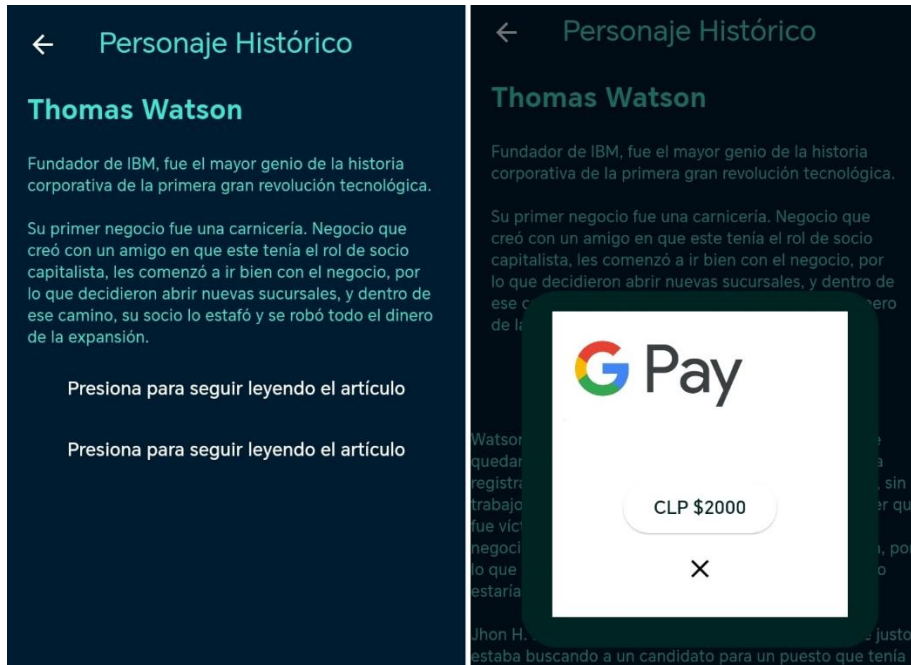 Personaje Histórico
Thomas Watson
Fundador de IBM, fue el mayor genio de la historia
corporativa de la primera gran revolución tecnológica.
Su primer negocio fue una carnicería. Negocio que
creó con un amigo en que este tenía el rol de socio
capitalista, les comenzó a ir bien con el negocio, por
lo que decidieron abrir nuevas sucursales, y dentro de
ese camino, su socio lo estafó y se robó todo el dinero
de la expansión.
Presiona para seguir leyendo el artículo
Presiona para seguir leyendo el artículo
Personaje Histórico
Thomas Watson
Fundador de IBM, fue el mayor genio de la historia
corporativa de la primera gran revolución tecnológica.
Su primer negocio fue una carnicería. Negocio que
creó con un amigo en que este tenía el rol de socio
capitalista, les comenzó a ir bien con el negocio, por
lo que decidieron abrir nuevas sucursales, y dentro de
ese
de
G Pay
CLP $2000
Watson
sin
negoci
, por
lo que
estaría
Jhon H. justo
estaba buscando a un candidato para un puesto que tenía